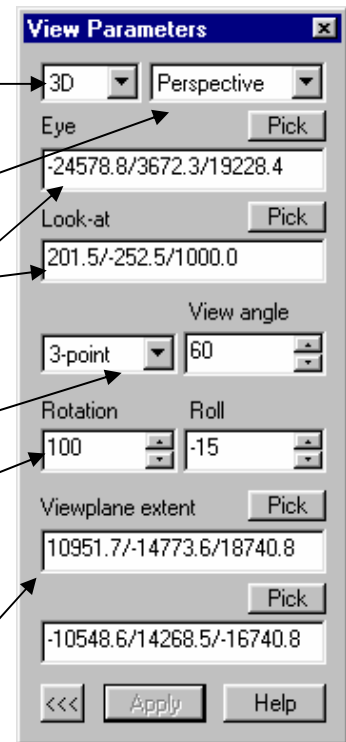 View Parameters
3D Perspective
Eye Pick
-24578.8/3672.3/19228.4
Look-at Pick
201.5/-252.5/1000.0
View angle
3-point 60
Rotation Roll
100 -15
Viewplane extent Pick
10951.7/-14773.6/18740.8
Pick
-10548.6/14268.5/-16740.8
<<< Apply Help